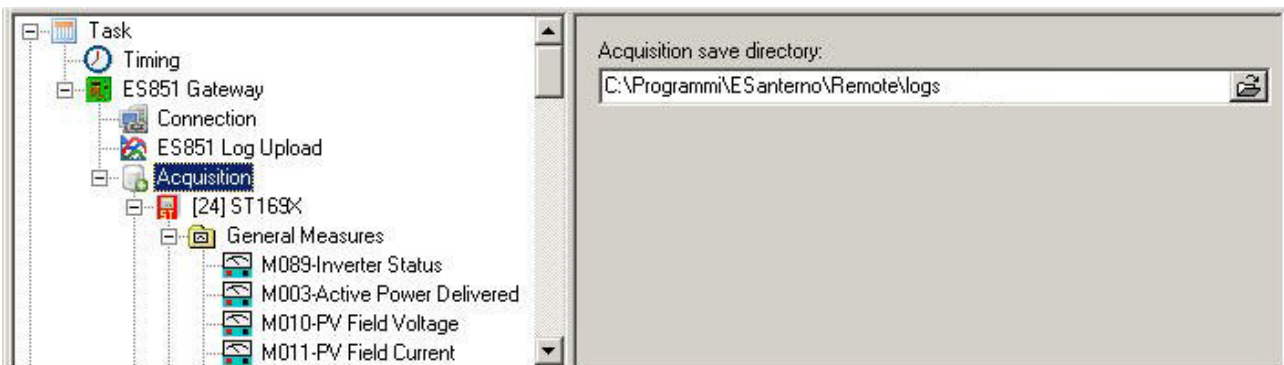 Task
Timing
ES851 Gateway
Connection
ES851 Log Upload
Acquisition
[24] ST169X
General Measures
M089-Inverter Status
M003-Active Power Delivered
M010-PV Field Voltage
M011-PV Field Current
Acquisition save directory:
C:\Programmi\ESanterno\Remote\logs